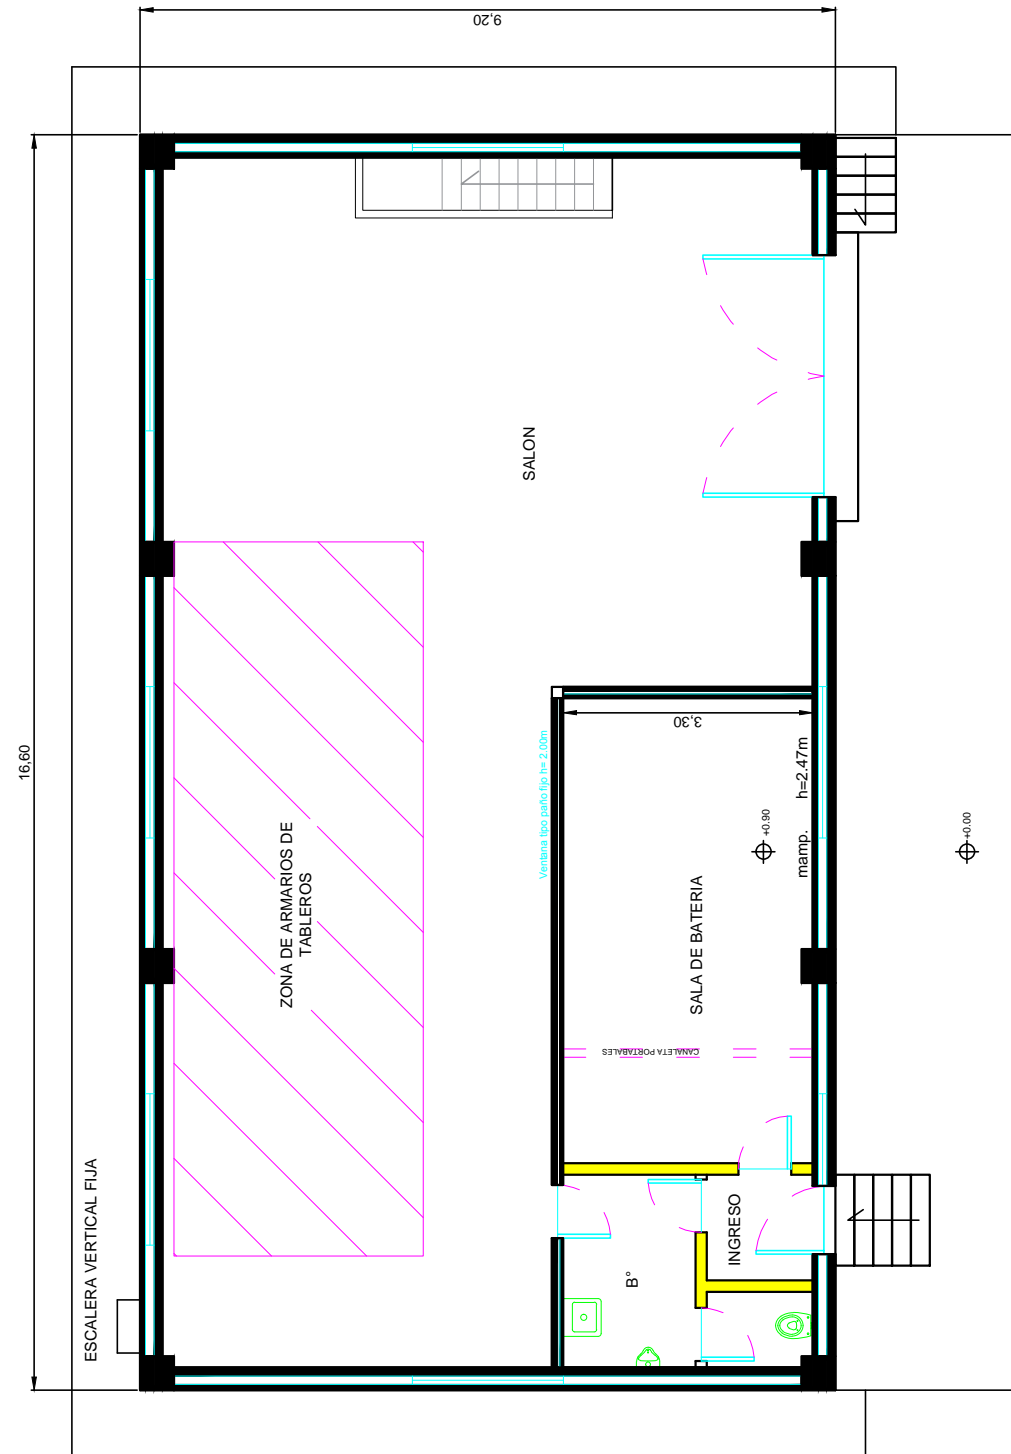 9,20
16,60
SALON
3,30
Ventana tipo paño fijo h= 2.00m
mamp. h=2.47m
+0.90
+0.00
ZONA DE ARMARIOS DE
TABLEROS
SALA DE BATERIA
CANALETA PORTABALES
ESCALERA VERTICAL FIJA
INGRESO
B°